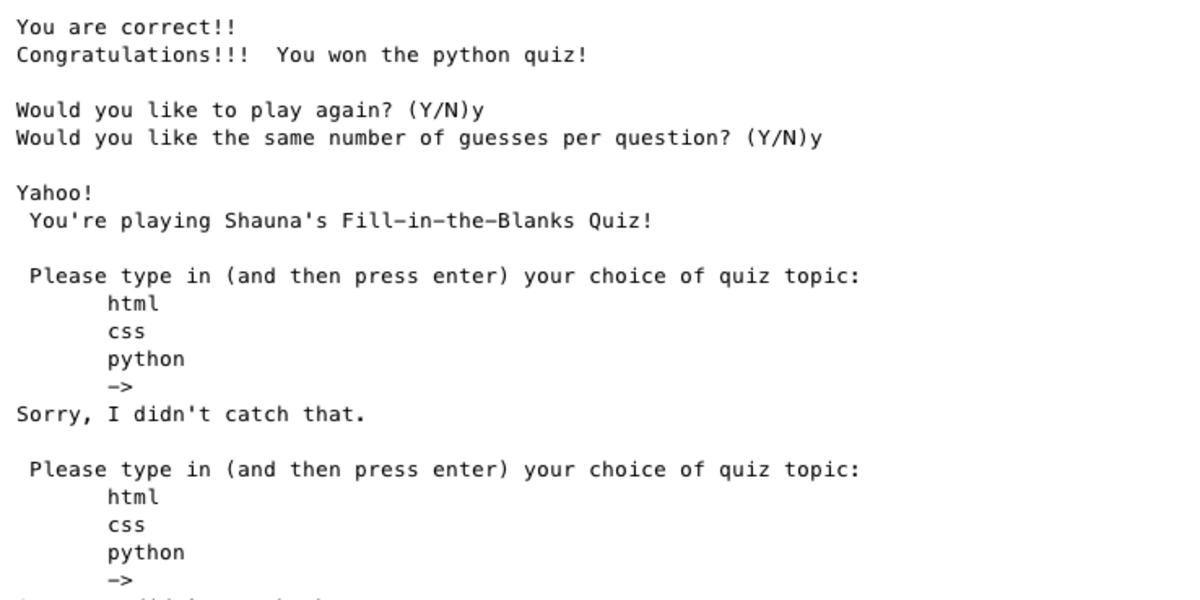 You are correct!!
Congratulations!!!  You won the python quiz!
Would you like to play again? (Y/N)y
Would you like the same number of guesses per question? (Y/N)y
Yahoo!
You're playing Shauna's Fill-in-the-Blanks Quiz!
Please type in (and then press enter) your choice of quiz topic:
html
css
python
->
Sorry, I didn't catch that.
Please type in (and then press enter) your choice of quiz topic:
html
css
python
->